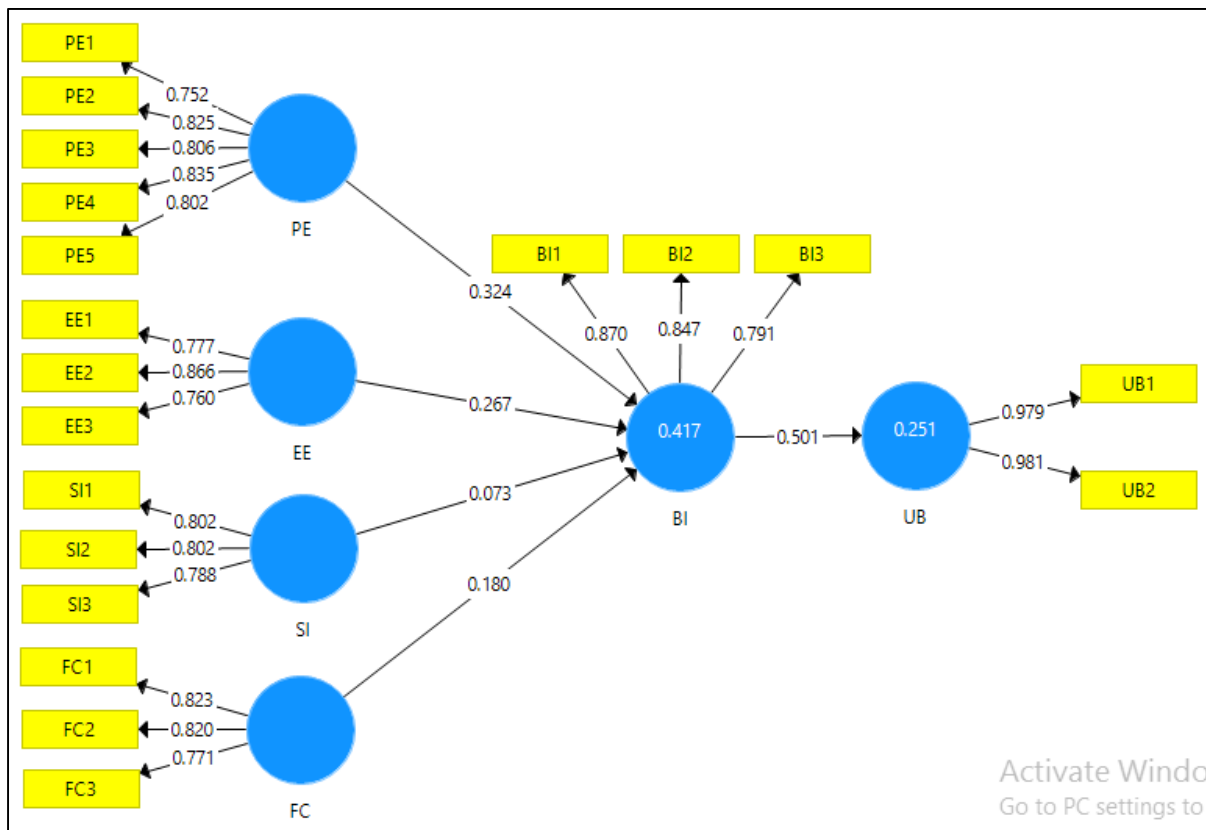 PE1
PE2
PE3
PE4
PE5
0.752
0.825
0.806
0.835
0.802
PE
EE1
EE2
EE3
0.777
0.866
0.760
EE
SI1
SI2
SI3
0.802
0.802
0.788
SI
FC1
FC2
FC3
0.823
0.820
0.771
FC
0.324
0.267
0.073
0.180
BI1
BI2
BI3
0.870
0.847
0.791
0.417
BI
0.501
0.251
UB
0.979
0.981
UB1
UB2
Activate Windo
Go to PC settings to